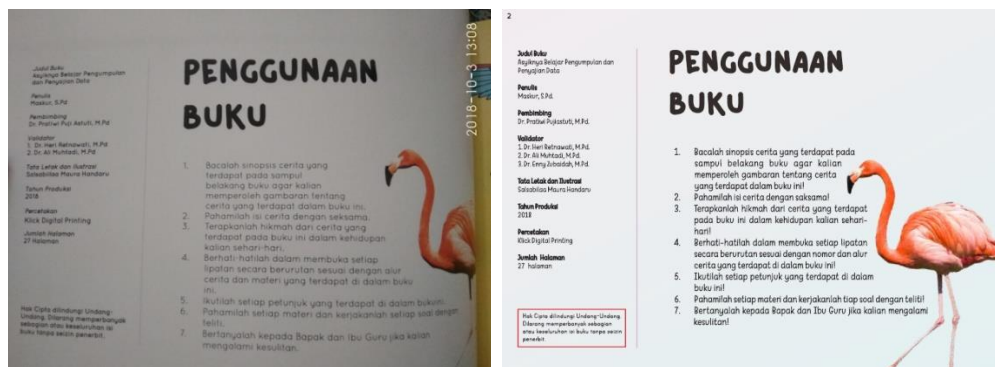 Judul Buku
Asyiknya Belajar Pengumpulan
dan Penyajian Data
Penulis
Maskur, S.Pd
Pembimbing
Dr. Pratiwi Puji Astuti, M.Pd
Validator
1. Dr. Heri Retnawati, M.Pd
2. Dr. Ali Muhtadi, M.Pd
Tata Letak dan Ilustrasi
Salsabilaa Maura Handaru
Tahun Produksi
2018
Percetakan
Klick Digital Printing
Jumlah Halaman
27 Halaman
Hak Cipta dilindungi Undang-
Undang. Dilarang memperbanyak
sebagian atau keseluruhan isi
buku tanpa seizin penerbit.
PENGGUNAAN
BUKU
1. Bacalah sinopsis cerita yang
terdapat pada sampul
belakang buku agar kalian
memperoleh gambaran tentang
cerita yang terdapat dalam buku ini.
2. Pahamilah isi cerita dengan seksama.
3. Terapkanlah hikmah dari cerita yang
terdapat pada buku ini dalam kehidupan
kalian sehari-hari.
4. Berhati-hatilah dalam membuka setiap
lipatan secara berurutan sesuai dengan alur
cerita dan materi yang terdapat di dalam buku
ini.
5. Ikutilah setiap petunjuk yang terdapat di dalam bukuini.
6. Pahamilah setiap materi dan kerjakanlah setiap soal dengan
teliti.
7. Bertanyalah kepada Bapak dan Ibu Guru jika kalian
mengalami kesulitan.
2018-10-3 13:08
2
Judul Buku
Asyiknya Belajar Pengumpulan dan
Penyajian Data
Penulis
Maskur, S.Pd.
Pembimbing
Dr. Pratiwi Pujiastuti, M.Pd.
Validator
1. Dr. Heri Retnawati, M.Pd.
2. Dr. Ali Muhtadi, M.Pd.
3. Dr. Enny Zubaidah, M.Pd.
Tata Letak dan Ilustrasi
Salsabilaa Maura Handaru
Tahun Produksi
2018
Percetakan
Klick Digital Printing
Jumlah Halaman
27 halaman
Hak Cipta dilindungi Undang-Undang.
Dilarang memperbanyak sebagian
atau keseluruhan isi buku tanpa seizin
penerbit
PENGGUNAAN
BUKU
1. Bacalah sinopsis cerita yang terdapat pada
sampul belakang buku agar kalian
memperoleh gambaran tentang cerita
yang terdapat dalam buku ini!
2. Pahamilah isi cerita dengan saksama!
3. Terapkanlah hikmah dari cerita yang terdapat
pada buku ini dalam kehidupan kalian sehari-
hari!
4. Berhati-hatilah dalam membuka setiap lipatan
secara berurutan sesuai dengan nomor dan alur
cerita yang terdapat di dalam buku ini!
5. Ikutilah setiap petunjuk yang terdapat di dalam
buku ini!
6. Pahamilah setiap materi dan kerjakanlah tiap soal dengan teliti!
7. Bertanyalah kepada Bapak dan Ibu Guru jika kalian mengalami
kesulitan!